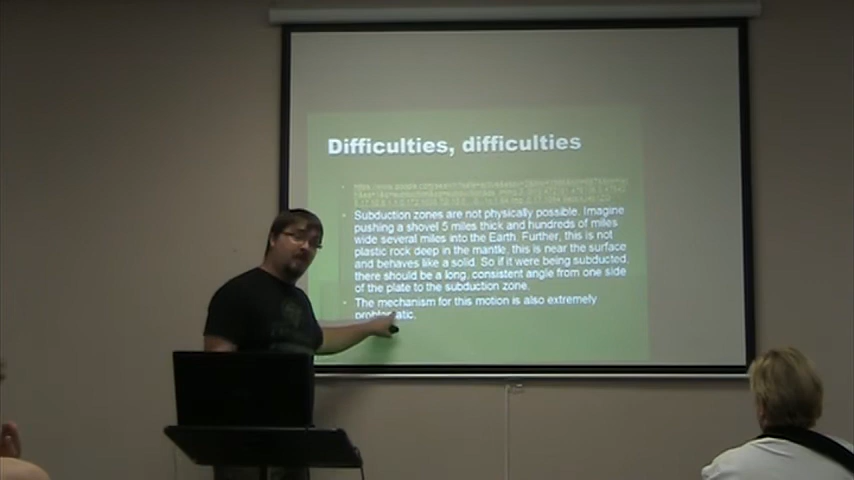 Difficulties, difficulties
Subduction zones are not physically possible. Imagine
pushing a shovel 5 miles thick and hundreds of miles
wide several miles into the Earth. Further, this is not
plastic rock deep in the mantle, this is near the surface
and behaves like a solid. So if it were being subducted,
there should be a long, consistent angle from one side
of the plate to the subduction zone.
The mechanism for this motion is also extremely
problematic.